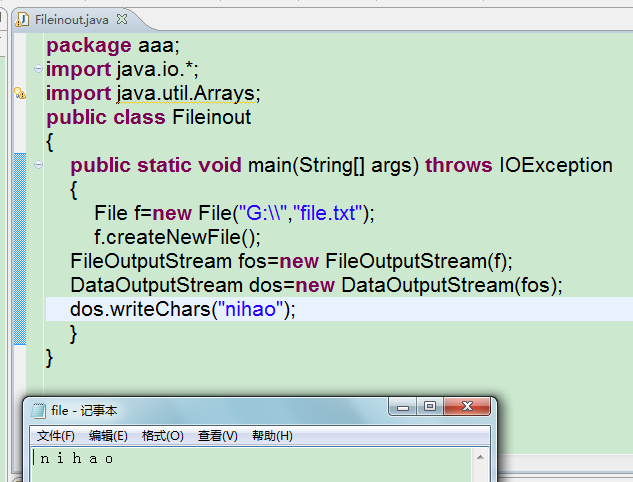 Fileinout.java
package aaa;
import java.io.*;
import java.util.Arrays;
public class Fileinout
{
public static void main(String[] args) throws IOException
{
File f=new File("G:\\","file.txt");
f.createNewFile();
FileOutputStream fos=new FileOutputStream(f);
DataOutputStream dos=new DataOutputStream(fos);
dos.writeChars("nihao");
}
}
file - 记事本
文件(F) 编辑(E) 格式(O) 查看(V) 帮助(H)
n i h a o